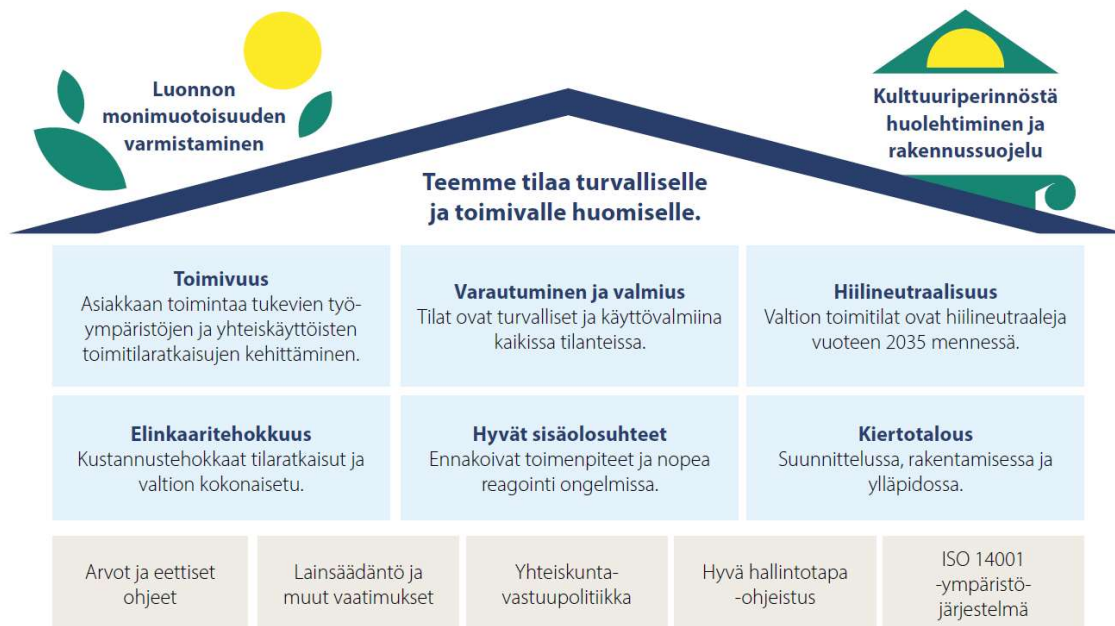 Luonnon
monimuotoisuuden
varmistaminen
Kulttuuriperinnöstä
huolehtiminen ja
rakennussuojelu
Teemme tilaa turvalliselle
ja toimivalle huomiselle.
Toimivuus
Asiakkaan toimintaa tukevien työ-
ympäristöjen ja yhteiskäyttöisten
toimitilaratkaisujen kehittäminen.
Varautuminen ja valmius
Tilat ovat turvalliset ja käyttövalmiina
kaikissa tilanteissa.
Hiilineutraalisuus
Valtion toimitilat ovat hiilineutraaleja
vuoteen 2035 mennessä.
Elinkaaritehokkuus
Kustannustehokkaat tilaratkaisut ja
valtion kokonaisetu.
Hyvät sisäolosuhteet
Ennakoivat toimenpiteet ja nopea
reagointi ongelmissa.
Kiertotalous
Suunnittelussa, rakentamisessa ja
ylläpidossa.
Arvot ja eettiset
ohjeet
Lainsäädäntö ja
muut vaatimukset
Yhteiskunta-
vastuupolitiikka
Hyvä hallintotapa
-ohjeistus
ISO 14001
-ympäristö-
järjestelmä